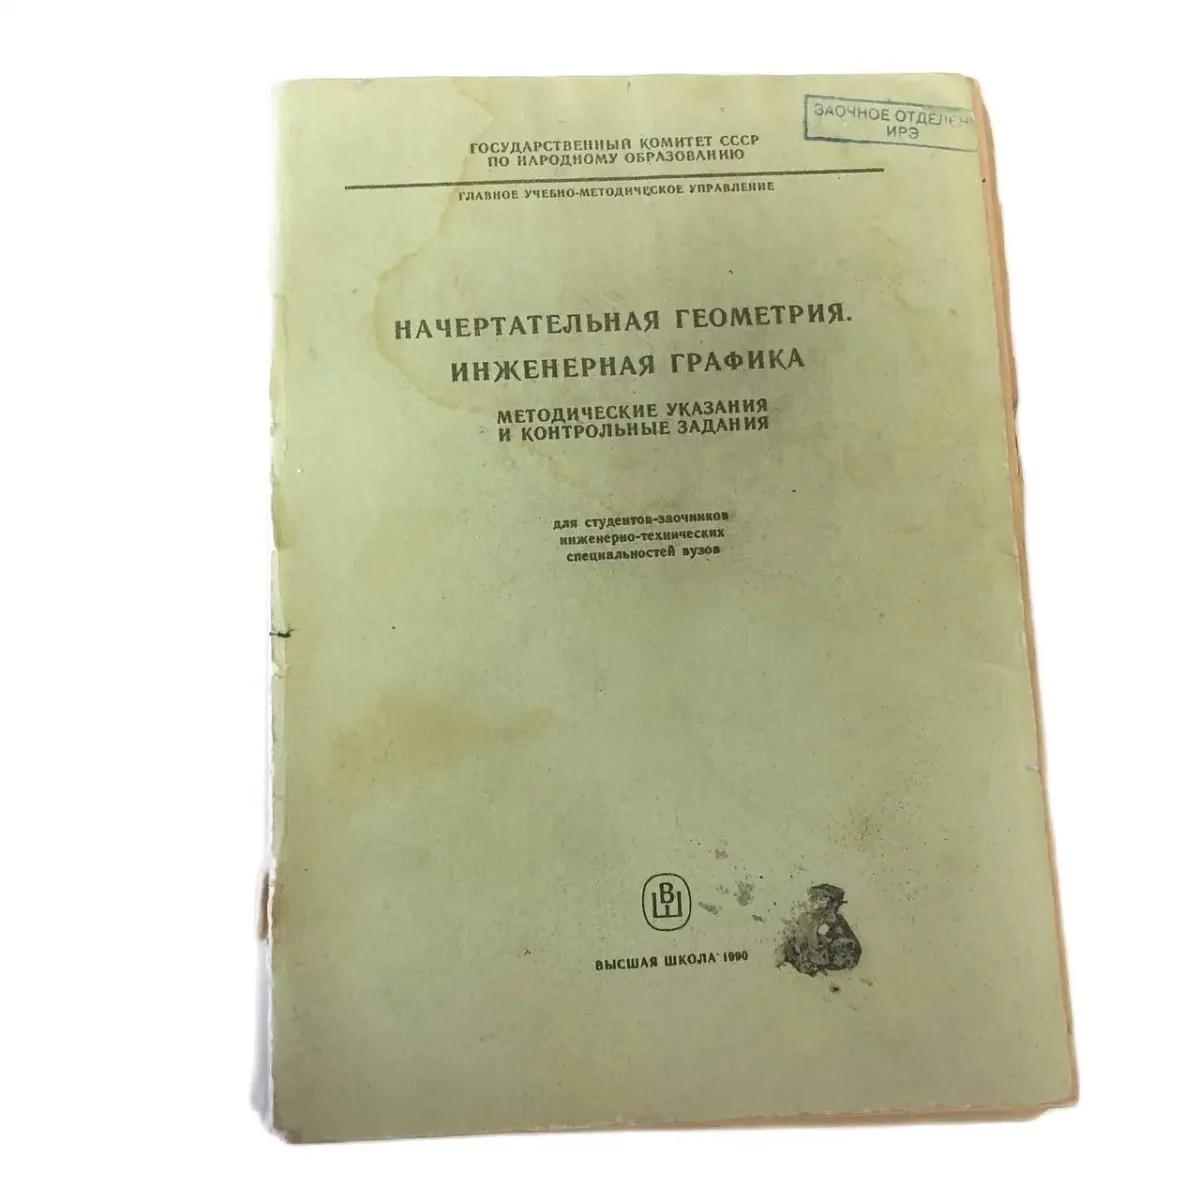 ЗАОЧНОЕ ОТДЕЛЕН
ИРЭ
ГОСУДАРСТВЕННЫЙ КОМИТЕТ СССР
ПО НАРОДНОМУ ОБРАЗОВАНИЮ
ГЛАВНОЕ УЧЕБНО-МЕТОДИЧЕСКОЕ УПРАВЛЕНИЕ
НАЧЕРТАТЕЛЬНАЯ ГЕОМЕТРИЯ.
ИНЖЕНЕРНАЯ ГРАФИКА
МЕТОДИЧЕСКИЕ УКАЗАНИЯ
И КОНТРОЛЬНЫЕ ЗАДАНИЯ
для студентов-заочников
инженерно-технических
специальностей вузов
ВШ
ВЫСШАЯ ШКОЛА 1990